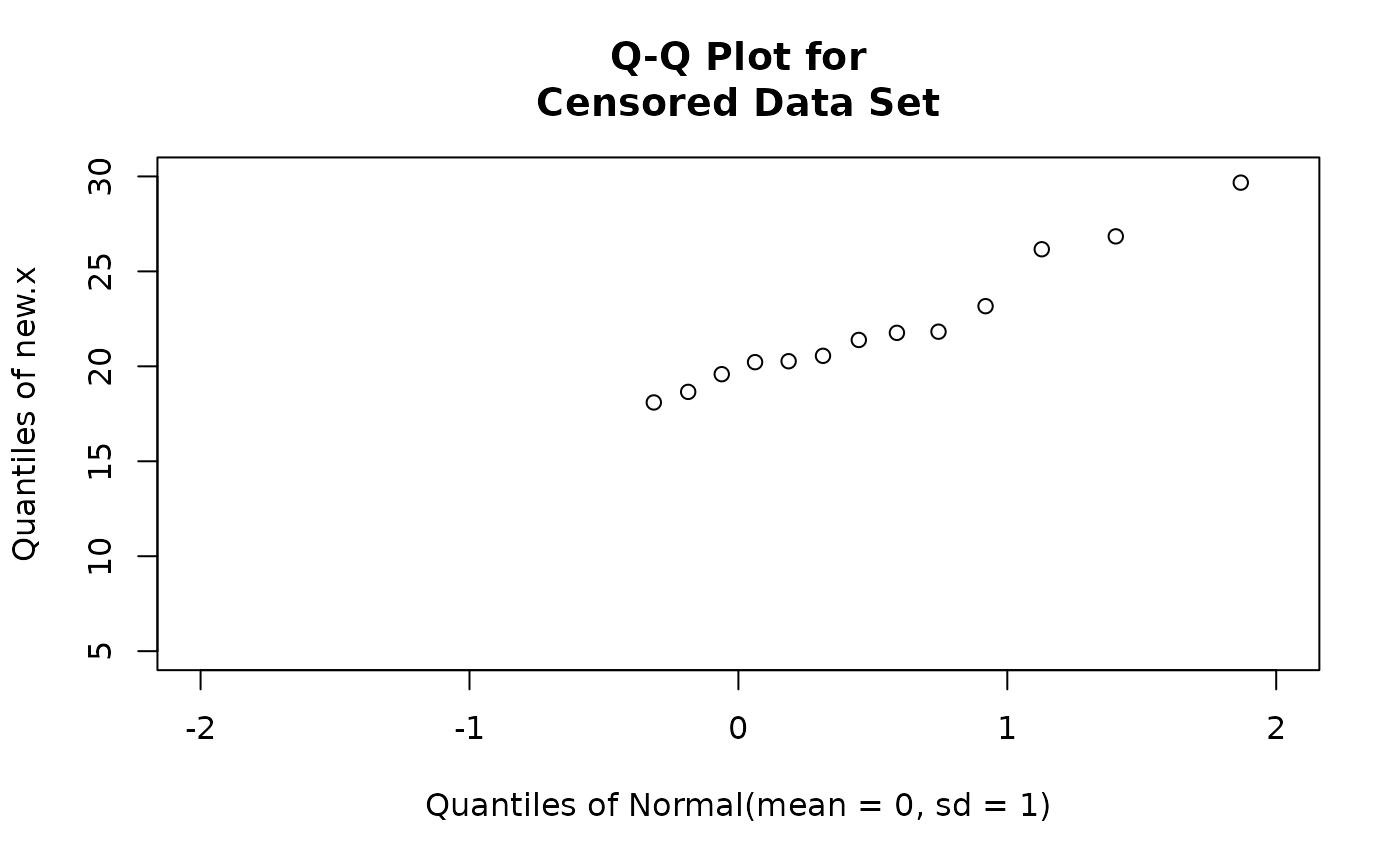 Q-Q Plot for
Censored Data Set
Quantiles of new.x
30
25
20
15
10
5
-2 -1 0 1 2
Quantiles of Normal(mean = 0, sd = 1)